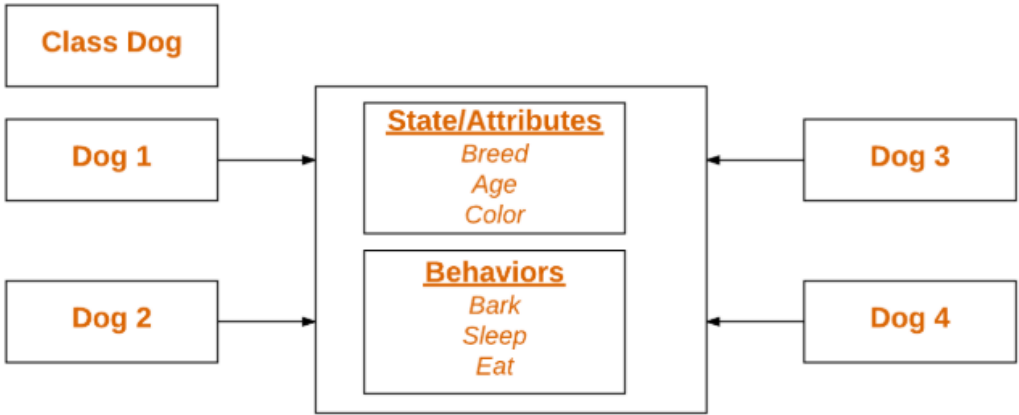 Class Dog
Dog 1
Dog 2
State/Attributes
Breed
Age
Color
Behaviors
Bark
Sleep
Eat
Dog 3
Dog 4